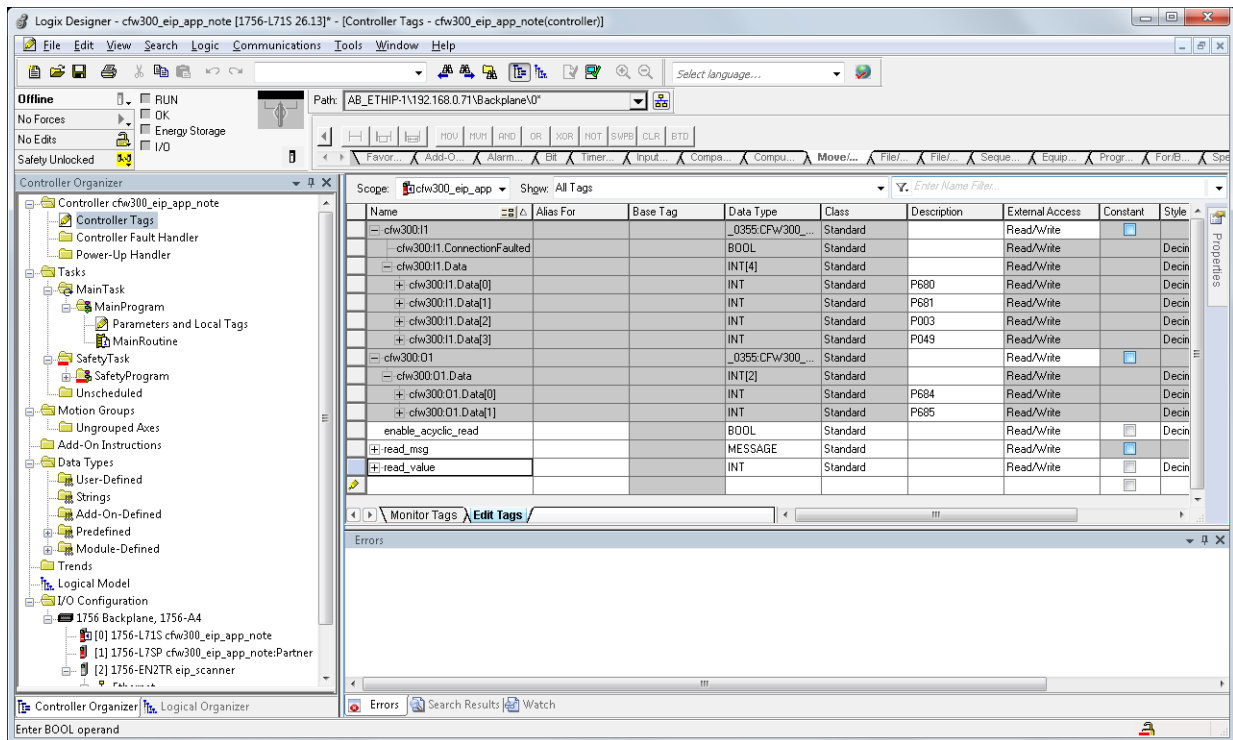 Logix Designer - cfw300_eip_app_note [1756-L71S 26.13]* - [Controller Tags - cfw300_eip_app_note(controller)]
File Edit View Search Logic Communications Tools Window Help
Select language...
Offline RUN
No Forces OK
No Edits Energy Storage
Safety Unlocked I/O
Path: AB_ETHIP-1\192.168.0.71\Backplane\0*
MOV MVM AND OR XOR NOT SWPB CLR BTD
Favor... Add-O... Alarm... Bit Timer... Input... Compa... Compu... Move/... File/... File/... Seque... Equip... Progr... For/B... Spe
Controller Organizer
Controller cfw300_eip_app_note
Controller Tags
Controller Fault Handler
Power-Up Handler
Tasks
MainTask
MainProgram
Parameters and Local Tags
MainRoutine
SafetyTask
SafetyProgram
Unscheduled
Motion Groups
Ungrouped Axes
Add-On Instructions
Data Types
User-Defined
Strings
Add-On-Defined
Predefined
Module-Defined
Trends
Logical Model
I/O Configuration
1756 Backplane, 1756-A4
[0] 1756-L71S cfw300_eip_app_note
[1] 1756-L7SP cfw300_eip_app_note:Partner
[2] 1756-EN2TR eip_scanner
Controller Organizer Logical Organizer
Scope: cfw300_eip_app Show: All Tags Enter Name Filter...
Name Alias For Base Tag Data Type Class Description External Access Constant Style
cfw300:I1 _0355:CFW300_... Standard Read/Write
cfw300:I1.ConnectionFaulted BOOL Standard Read/Write Decin
cfw300:I1.Data INT[4] Standard Read/Write Decin
cfw300:I1.Data[0] INT Standard P680 Read/Write Decin
cfw300:I1.Data[1] INT Standard P681 Read/Write Decin
cfw300:I1.Data[2] INT Standard P003 Read/Write Decin
cfw300:I1.Data[3] INT Standard P049 Read/Write Decin
cfw300:O1 _0355:CFW300_... Standard Read/Write
cfw300:O1.Data INT[2] Standard Read/Write Decin
cfw300:O1.Data[0] INT Standard P684 Read/Write Decin
cfw300:O1.Data[1] INT Standard P685 Read/Write Decin
enable_acyclic_read BOOL Standard Read/Write Decin
read_msg MESSAGE Standard Read/Write
read_value INT Standard Read/Write Decin
Properties
Monitor Tags Edit Tags
Errors
Errors Search Results Watch
Enter BOOL operand